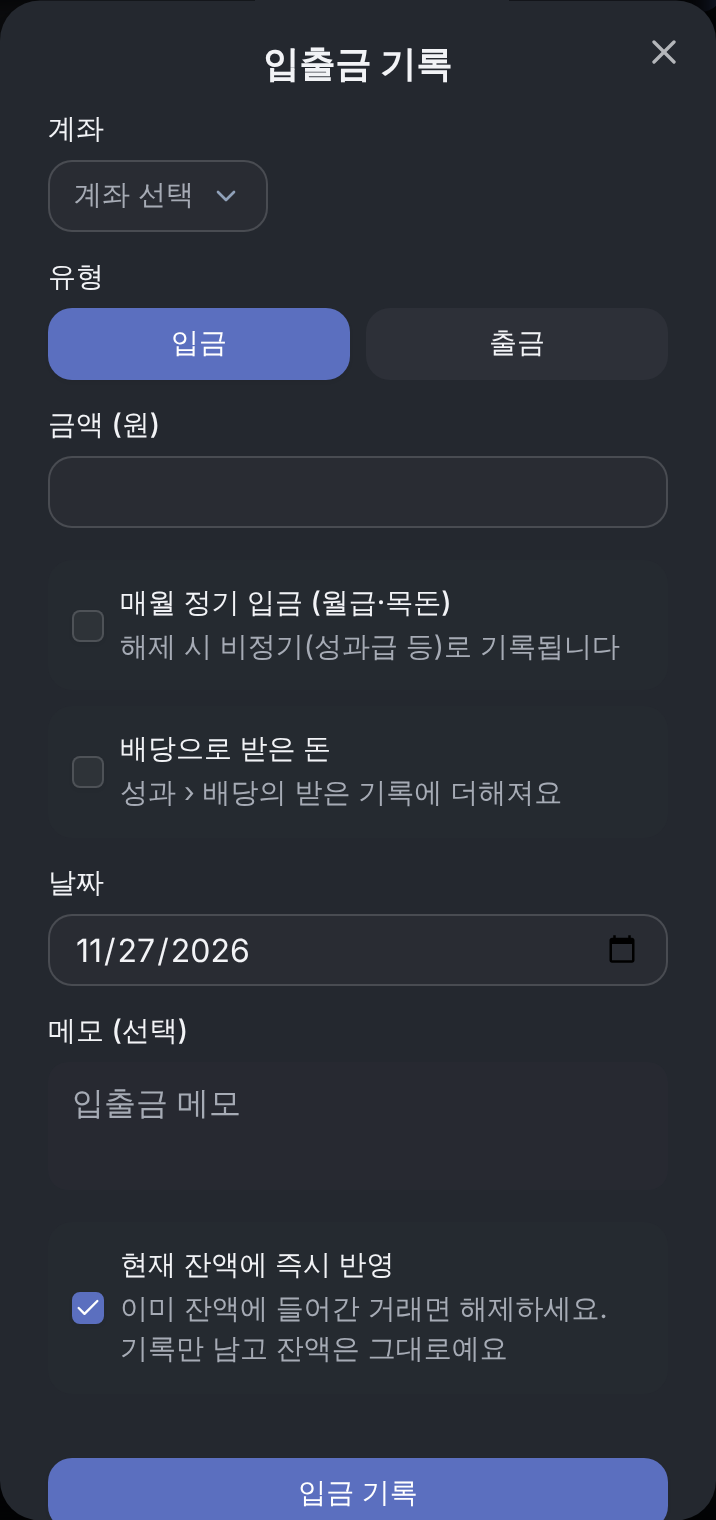 입출금 기록
계좌
계좌 선택
유형
입금
출금
금액 (원)
매월 정기 입금 (월급·목돈)
해제 시 비정기(성과급 등)로 기록됩니다
배당으로 받은 돈
성과 › 배당의 받은 기록에 더해져요
날짜
11/27/2026
메모 (선택)
입출금 메모
현재 잔액에 즉시 반영
이미 잔액에 들어간 거래면 해제하세요.
기록만 남고 잔액은 그대로예요
입금 기록